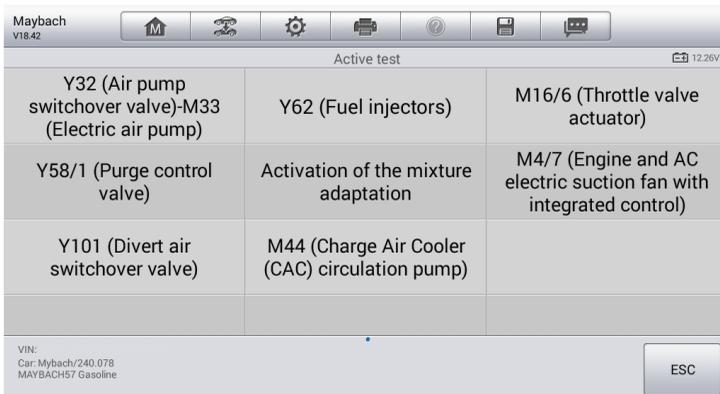 Maybach
V18.42
M
?
Active test
12.26V
Y32 (Air pump
switchover valve)-M33
(Electric air pump)
Y62 (Fuel injectors)
M16/6 (Throttle valve
actuator)
Y58/1 (Purge control
valve)
Activation of the mixture
adaptation
M4/7 (Engine and AC
electric suction fan with
integrated control)
Y101 (Divert air
switchover valve)
M44 (Charge Air Cooler
(CAC) circulation pump)
VIN:
Car: Mybach/240.078
MAYBACH57 Gasoline
ESC